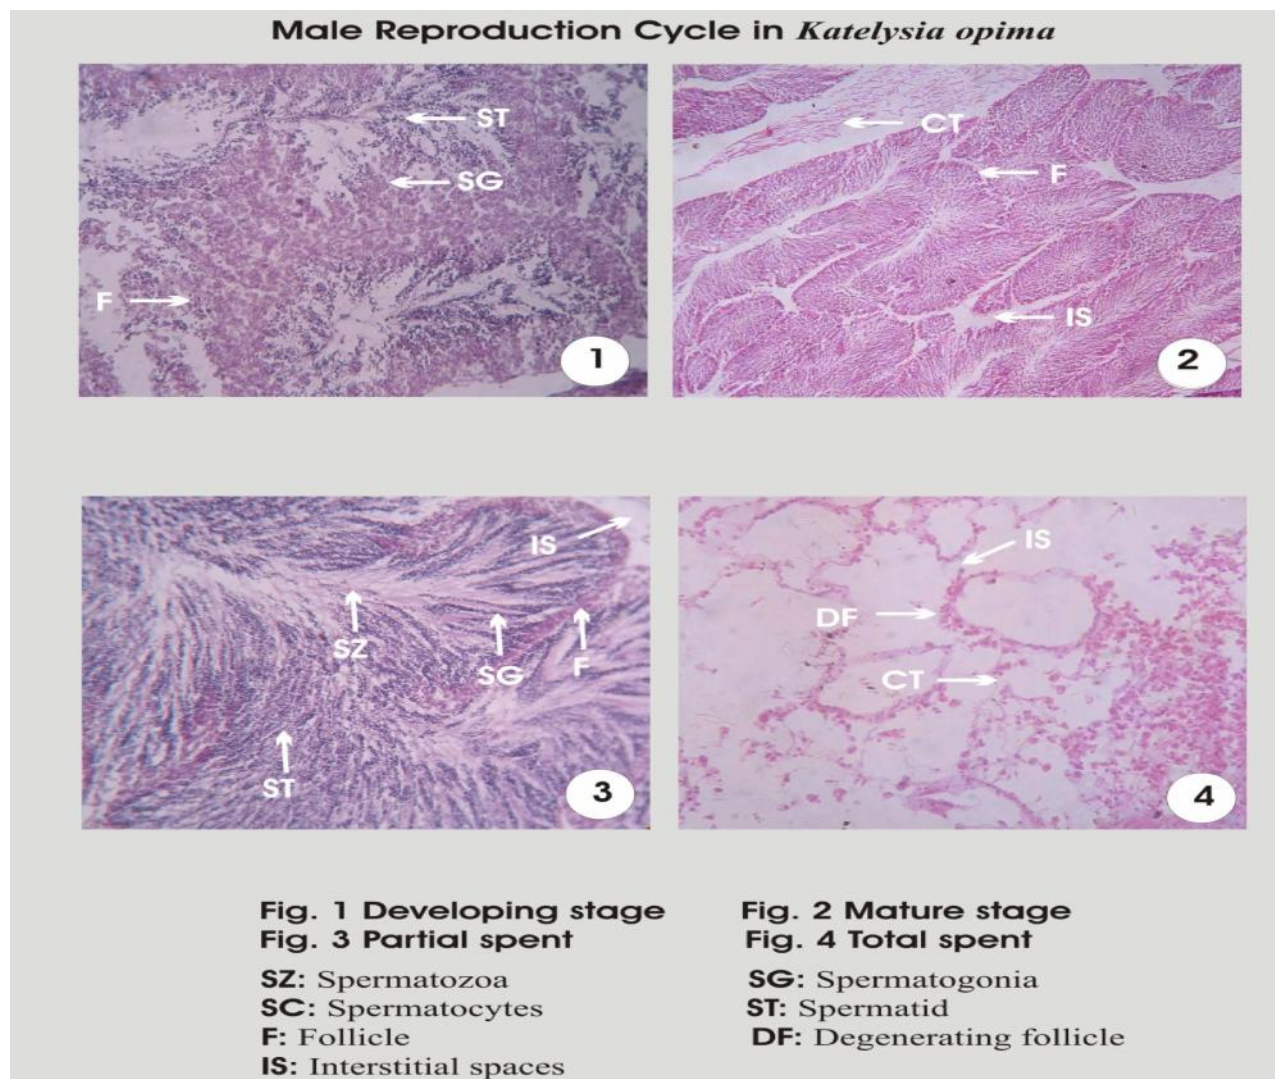 Male Reproduction Cycle in Katelysia opima
ST
SG
F
1
CT
F
IS
2
IS
SZ
SG
F
ST
3
IS
DF
CT
4
Fig. 1 Developing stage
Fig. 2 Mature stage
Fig. 3 Partial spent
Fig. 4 Total spent
SZ: Spermatozoa
SG: Spermatogonia
SC: Spermatocytes
ST: Spermatid
F: Follicle
DF: Degenerating follicle
IS: Interstitial spaces